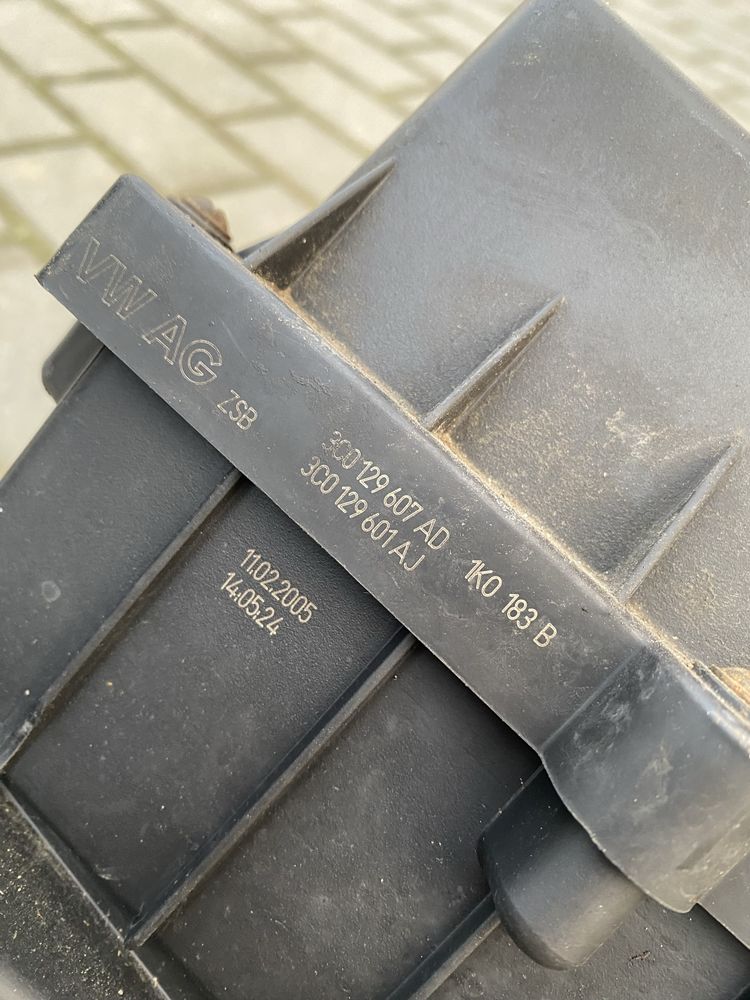 VW AG ZSB
3C0 129 607 AD
3C0 129 601 AJ
1K0 183 B
11.02.2005
14:05:24